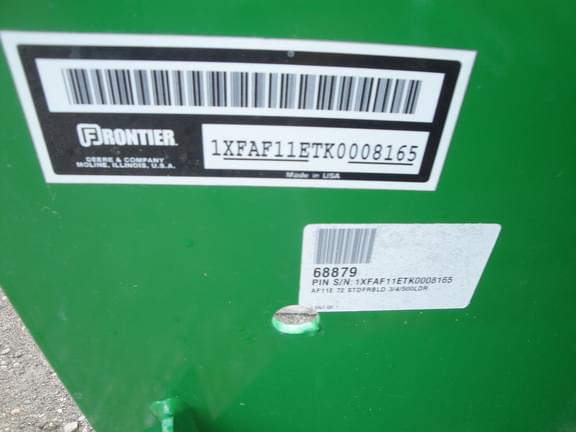 FRONTIER
DEERE & COMPANY
MOLINE, ILLINOIS, U.S.A.
1XFAF11ETK0008165
Made in USA
68879
PIN S/N:1XFAF11ETK0008165
AF11E 72 STDFRBLD 3/4/500LDR